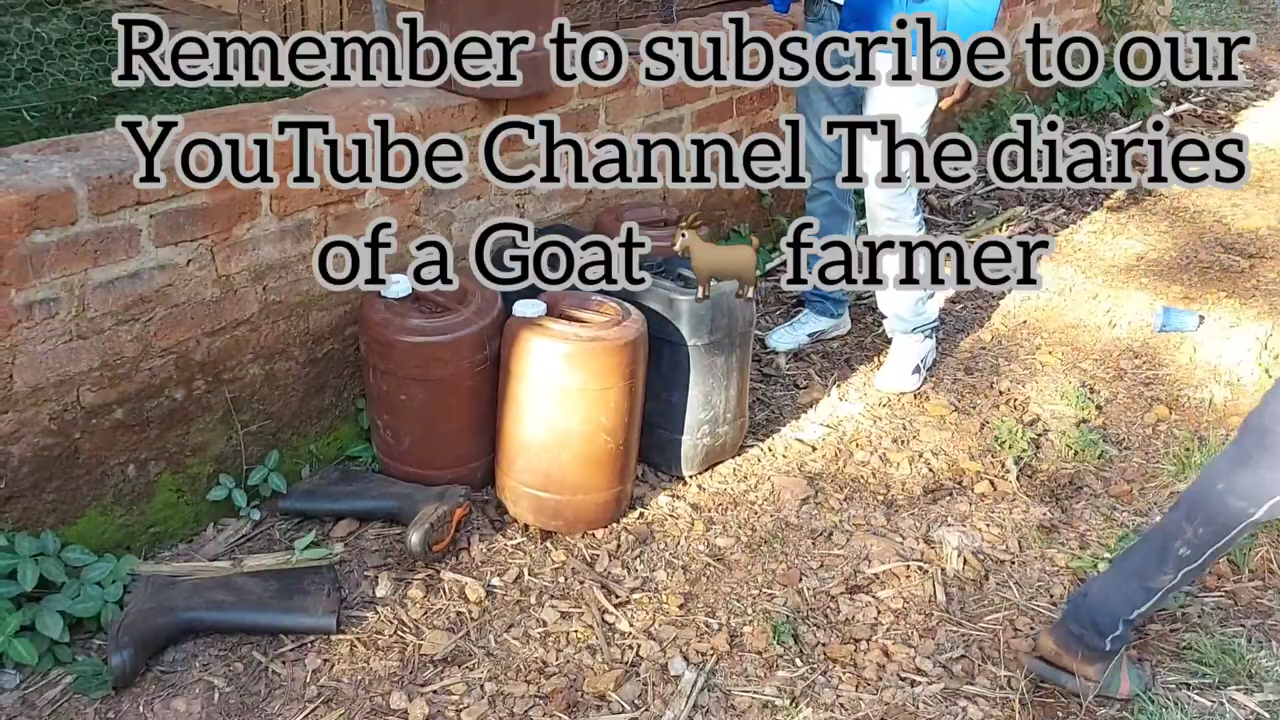 Remember to subscribe to our
YouTube Channel The diaries
of a Goat 🐐 farmer